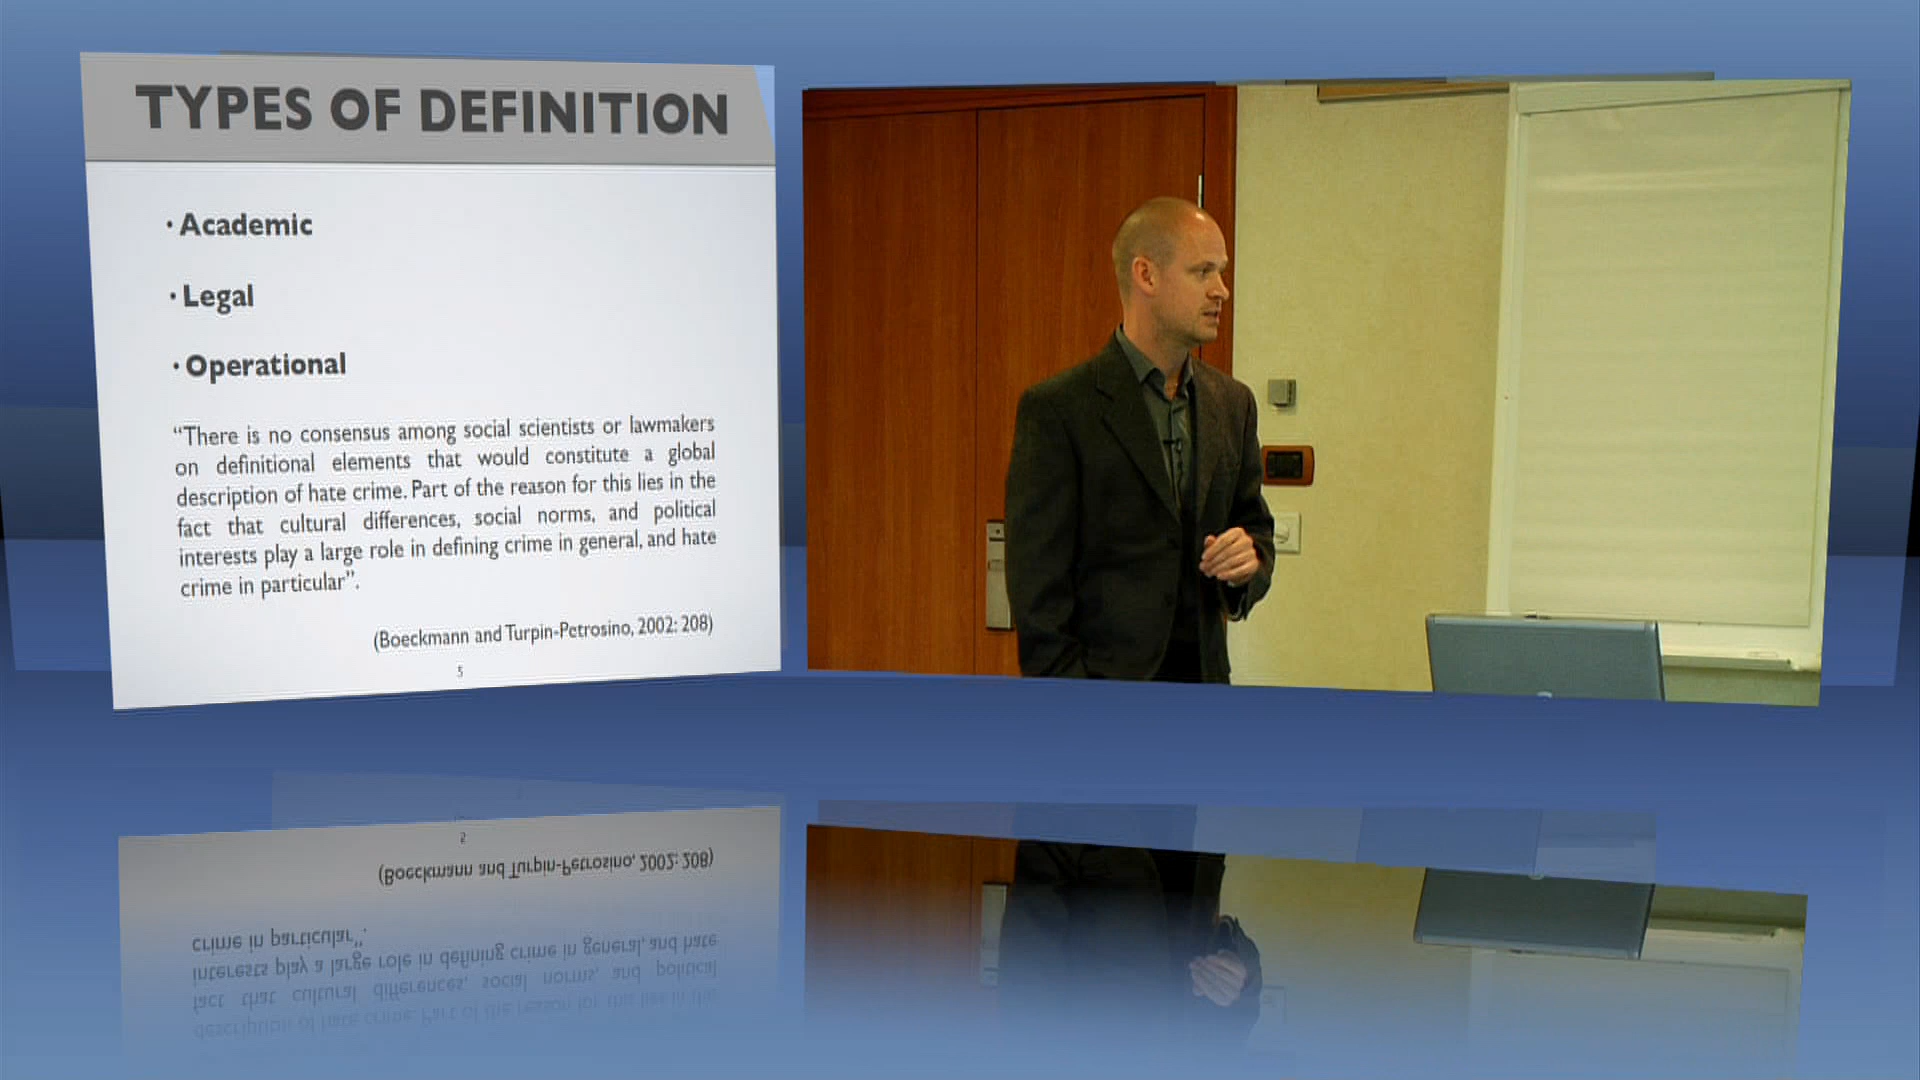 TYPES OF DEFINITION
• Academic
• Legal
• Operational
“There is no consensus among social scientists or lawmakers
on definitional elements that would constitute a global
description of hate crime. Part of the reason for this lies in the
fact that cultural differences, social norms, and political
interests play a large role in defining crime in general, and hate
crime in particular”.
(Boeckmann and Turpin-Petrosino, 2002: 208)
5